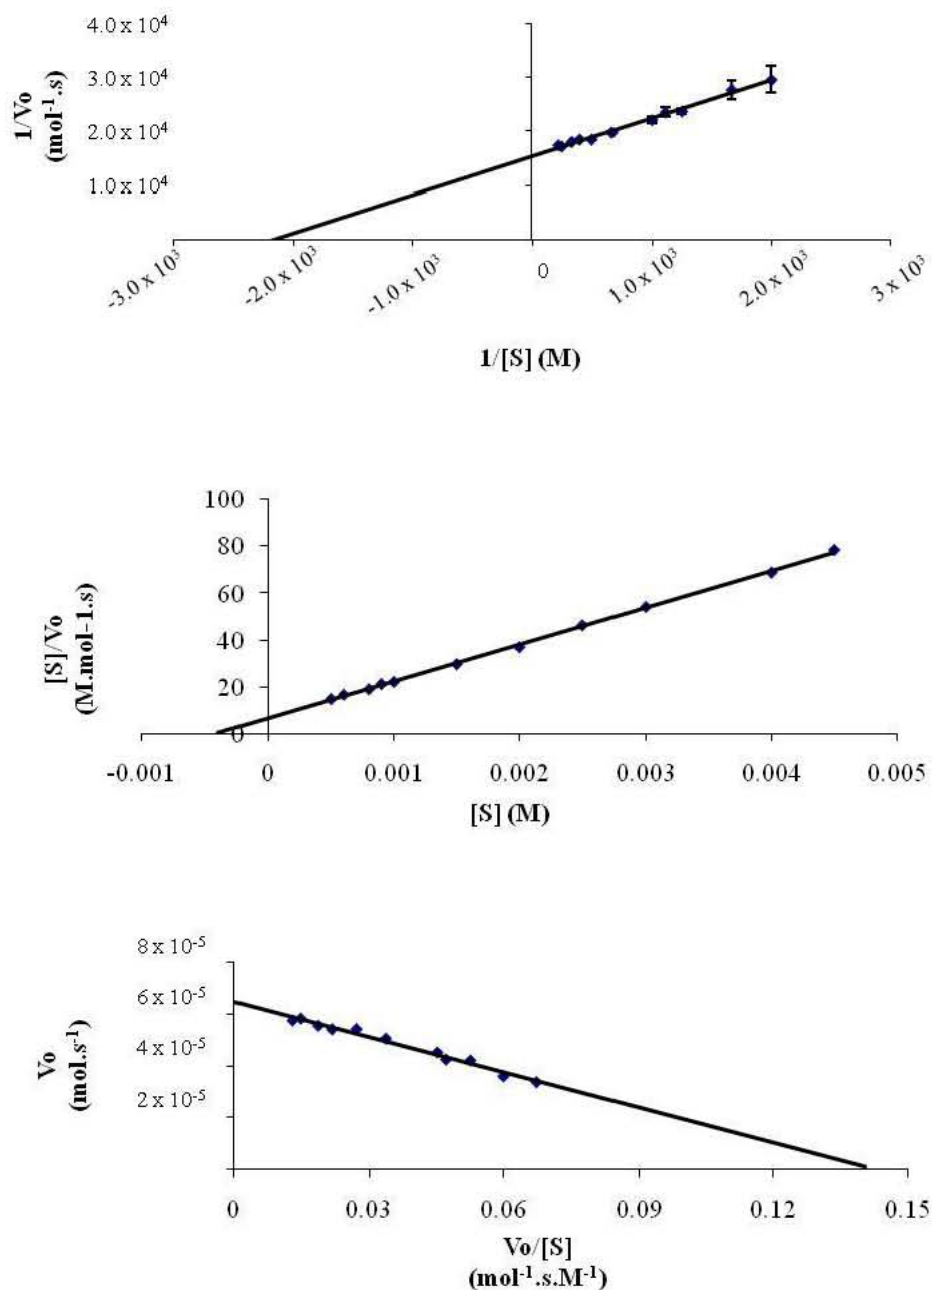 4.0 x 10⁴
3.0 x 10⁴
2.0 x 10⁴
1.0 x 10⁴
1/Vo
(mol⁻¹.s)
-3.0 x 10³ -2.0 x 10³ -1.0 x 10³ 0 1.0 x 10³ 2.0 x 10³ 3 x 10³
1/[S] (M)
100
80
60
40
20
0
[S]/Vo
(M.mol-1.s)
-0.001 0 0.001 0.002 0.003 0.004 0.005
[S] (M)
8 x 10⁻⁵
6 x 10⁻⁵
4 x 10⁻⁵
2 x 10⁻⁵
Vo
(mol.s⁻¹)
0 0.03 0.06 0.09 0.12 0.15
Vo/[S]
(mol⁻¹.s.M⁻¹)